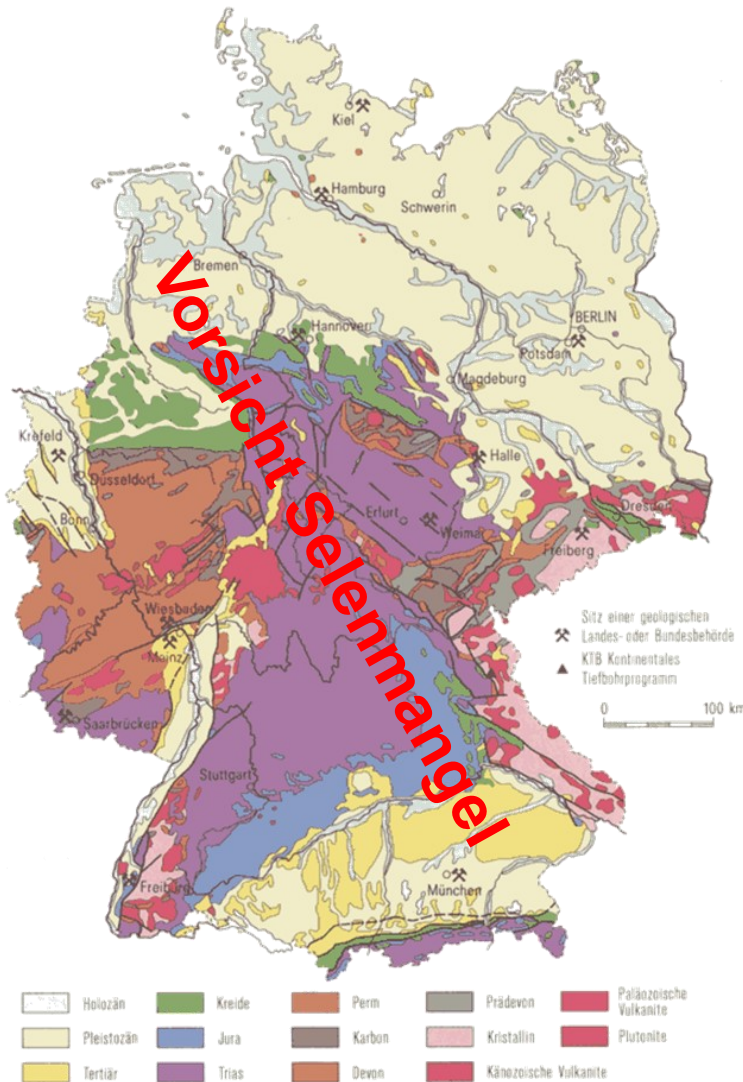 Kiel
Hamburg
Schwerin
Bremen
BERLIN
Hannover
Potsdam
Magdeburg
Krefeld
Halle
Düsseldorf
Dresden
Erfurt
Weimar
Bonn
Freiberg
Wiesbaden
Mainz
Saarbrücken
Stuttgart
Freiburg
München
Vorsicht Selenmangel
Sitz einer geologischen
Landes- oder Bundesbehörde
KTB Kontinentales
Tiefbohrprogramm
0 100 km
Holozän Kreide Perm Prädevon Paläozoische
Vulkanite
Pleistozän Jura Karbon Kristallin Plutonite
Tertiär Trias Devon Känozoische Vulkanite